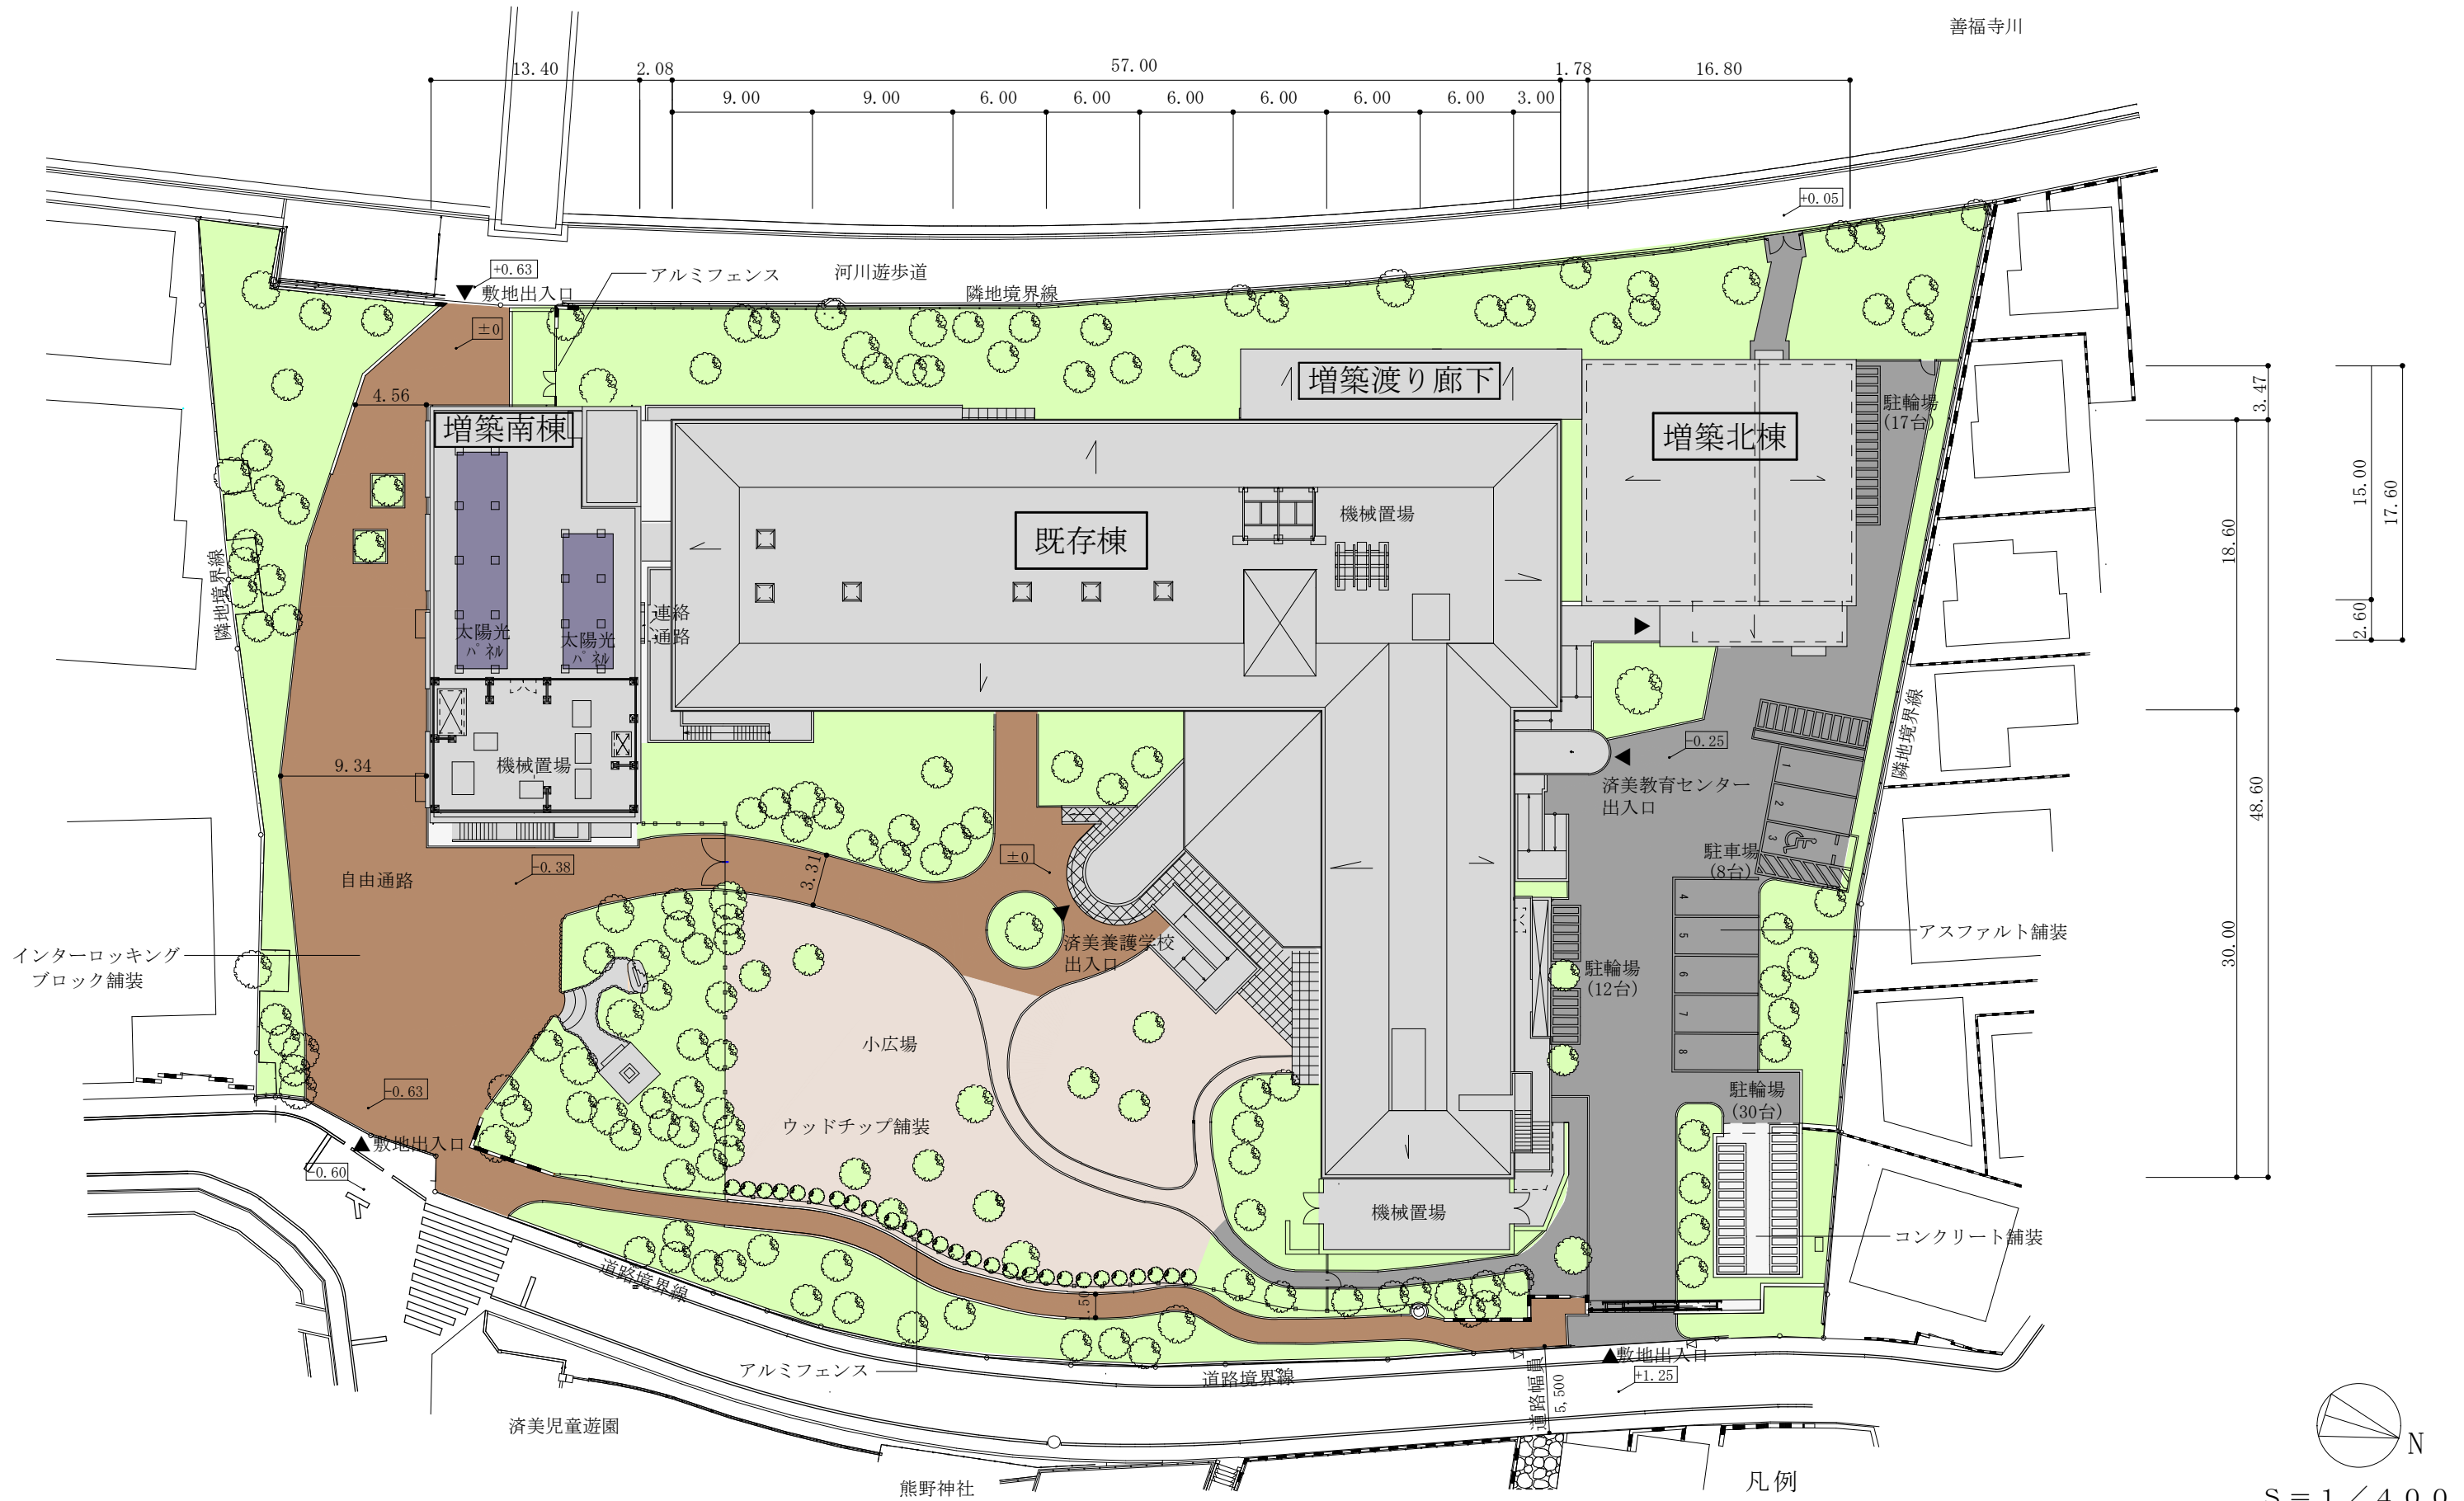 善福寺川
13.40
2.08
57.00
1.78
16.80
9.00
9.00
6.00
6.00
6.00
6.00
6.00
6.00
3.00
+0.05
+0.63
敷地出入口
アルミフェンス
河川遊歩道
隣地境界線
±0
4.56
増築南棟
増築渡り廊下
増築北棟
既存棟
機械置場
駐輪場
(17台)
3.47
18.60
48.60
15.00
17.60
2.60
30.00
隣地境界線
太陽光
パネル
太陽光
パネル
連絡
通路
機械置場
9.34
-0.25
済美教育センター
出入口
隣地境界線
1
2
3
駐車場
(8台)
4
5
6
7
8
アスファルト舗装
自由通路
-0.38
3.31
±0
済美養護学校
出入口
インターロッキング
ブロック舗装
駐輪場
(12台)
小広場
ウッドチップ舗装
駐輪場
(30台)
-0.63
敷地出入口
-0.60
機械置場
コンクリート舗装
道路境界線
1.50
アルミフェンス
道路境界線
敷地出入口
+1.25
道路幅員
5,500
済美児童遊園
熊野神社
凡例
N
S=1/400